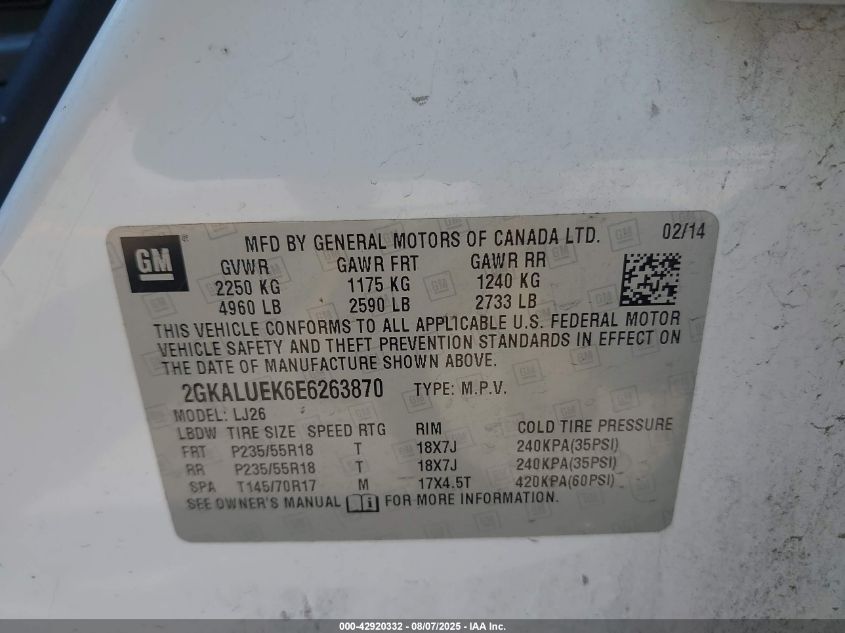 GM ®
MFD BY GENERAL MOTORS OF CANADA LTD. 02/14
GVWR GAWR FRT GAWR RR
2250 KG 1175 KG 1240 KG
4960 LB 2590 LB 2733 LB
THIS VEHICLE CONFORMS TO ALL APPLICABLE U.S. FEDERAL MOTOR
VEHICLE SAFETY AND THEFT PREVENTION STANDARDS IN EFFECT ON
THE DATE OF MANUFACTURE SHOWN ABOVE.
2GKALUEK6E6263870 TYPE: M.P.V.
MODEL: LJ26
LBDW TIRE SIZE SPEED RTG RIM COLD TIRE PRESSURE
FRT P235/55R18 T 18X7J 240KPA(35PSI)
RR P235/55R18 T 18X7J 240KPA(35PSI)
SPA T145/70R17 M 17X4.5T 420KPA(60PSI)
SEE OWNER'S MANUAL i FOR MORE INFORMATION.
000-42920332 - 08/07/2025 - IAA Inc.